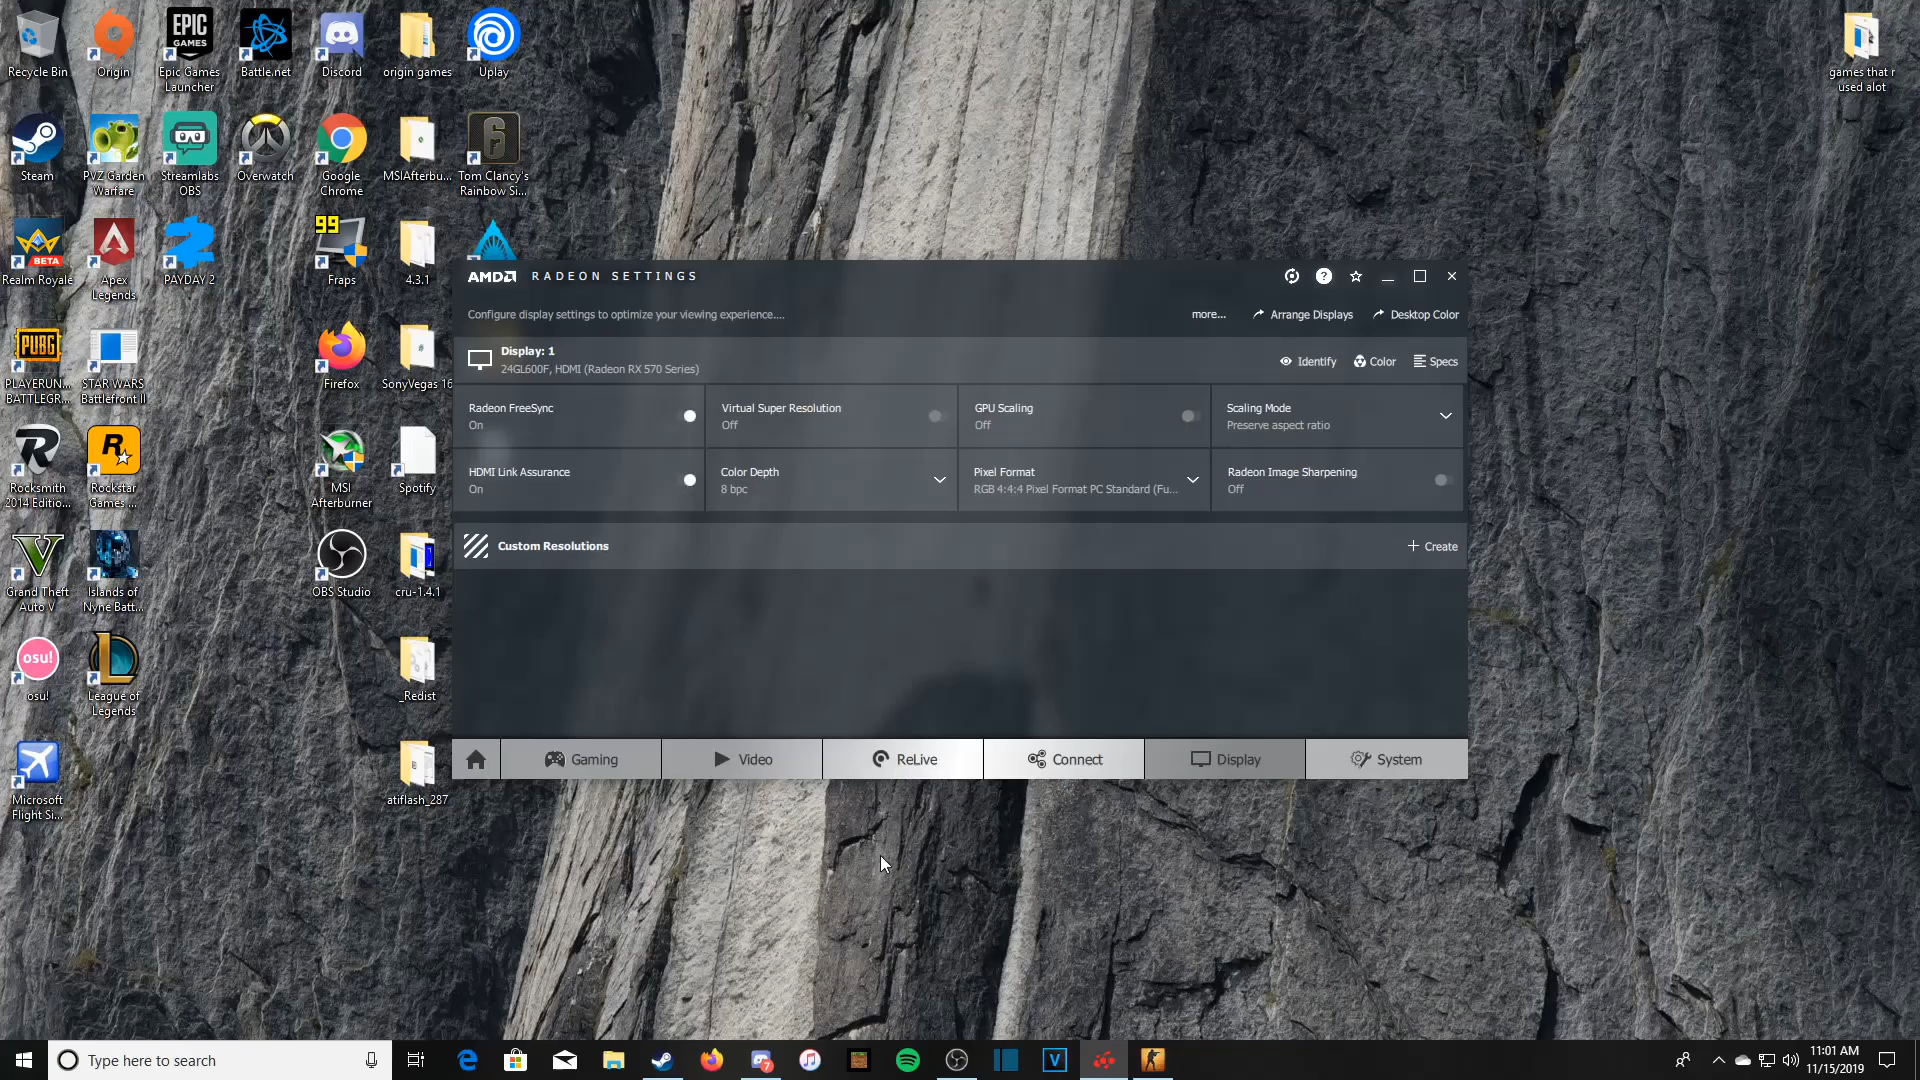 Recycle Bin
Origin
Epic Games
Launcher
Battle.net
Discord
origin games
Uplay
games that r
used alot
EPIC
GAMES
Steam
PVZ Garden
Warfare
Streamlabs
OBS
Overwatch
Google
Chrome
MSIAfterbu...
Tom Clancy's
Rainbow Si...
6
BETA
99
Realm Royale
Apex
Legends
PAYDAY 2
Fraps
4.3.1
PUBG
PLAYERUN...
BATTLEGR...
STAR WARS
Battlefront II
Firefox
SonyVegas 16
R
Rocksmith
2014 Editio...
Rockstar
Games ...
MSI
Afterburner
Spotify
V
Grand Theft
Auto V
Islands of
Nyne Batt...
OBS Studio
cru-1.4.1
osu!
osu!
League of
Legends
_Redist
Microsoft
Flight Si...
atiflash_287
AMD RADEON SETTINGS
?
Configure display settings to optimize your viewing experience....
more...
Arrange Displays
Desktop Color
Display: 1
24GL600F, HDMI (Radeon RX 570 Series)
Identify
Color
Specs
Radeon FreeSync
On
Virtual Super Resolution
Off
GPU Scaling
Off
Scaling Mode
Preserve aspect ratio
HDMI Link Assurance
On
Color Depth
8 bpc
Pixel Format
RGB 4:4:4 Pixel Format PC Standard (Fu...
Radeon Image Sharpening
Off
Custom Resolutions
+ Create
Gaming
Video
ReLive
Connect
Display
System
Type here to search
7
V
11:01 AM
11/15/2019